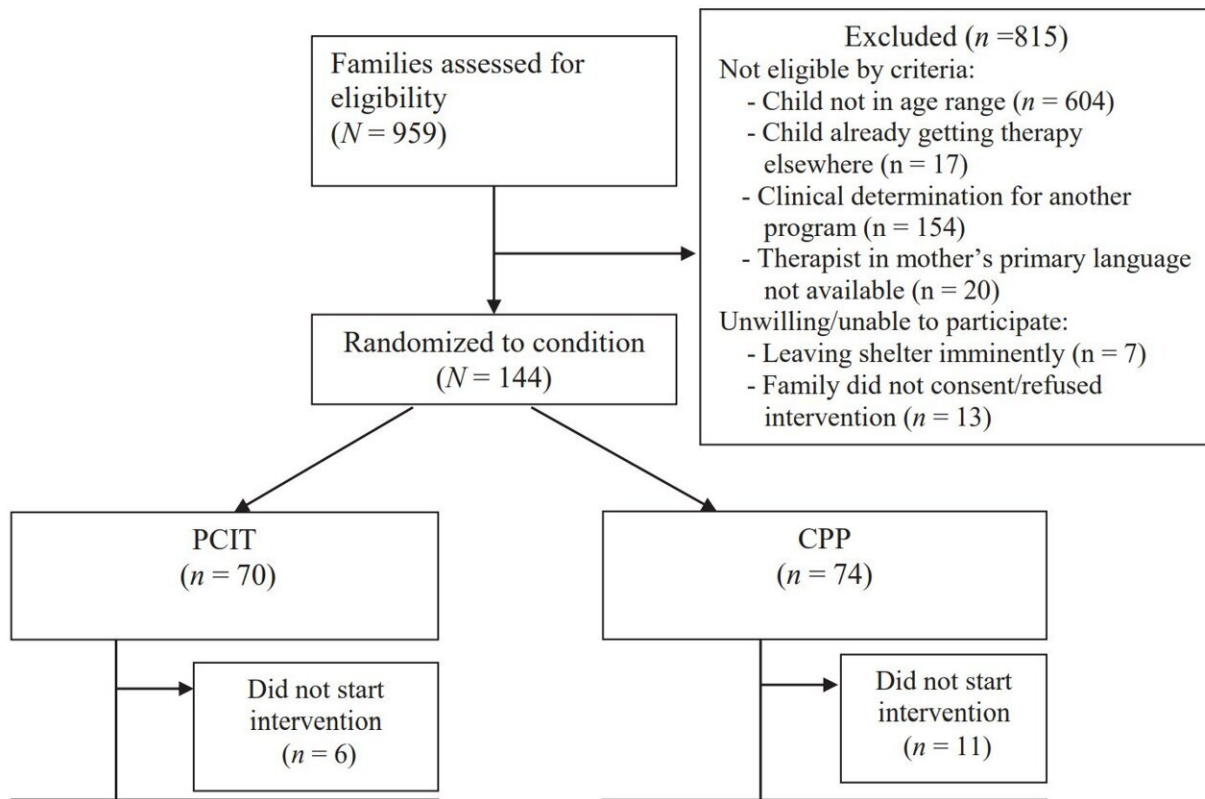 Families assessed for
eligibility
(N = 959)
Excluded (n =815)
Not eligible by criteria:
- Child not in age range (n = 604)
- Child already getting therapy
elsewhere (n = 17)
- Clinical determination for another
program (n = 154)
- Therapist in mother’s primary language
not available (n = 20)
Unwilling/unable to participate:
- Leaving shelter imminently (n = 7)
- Family did not consent/refused
intervention (n = 13)
Randomized to condition
(N = 144)
PCIT
(n = 70)
CPP
(n = 74)
Did not start
intervention
(n = 6)
Did not start
intervention
(n = 11)